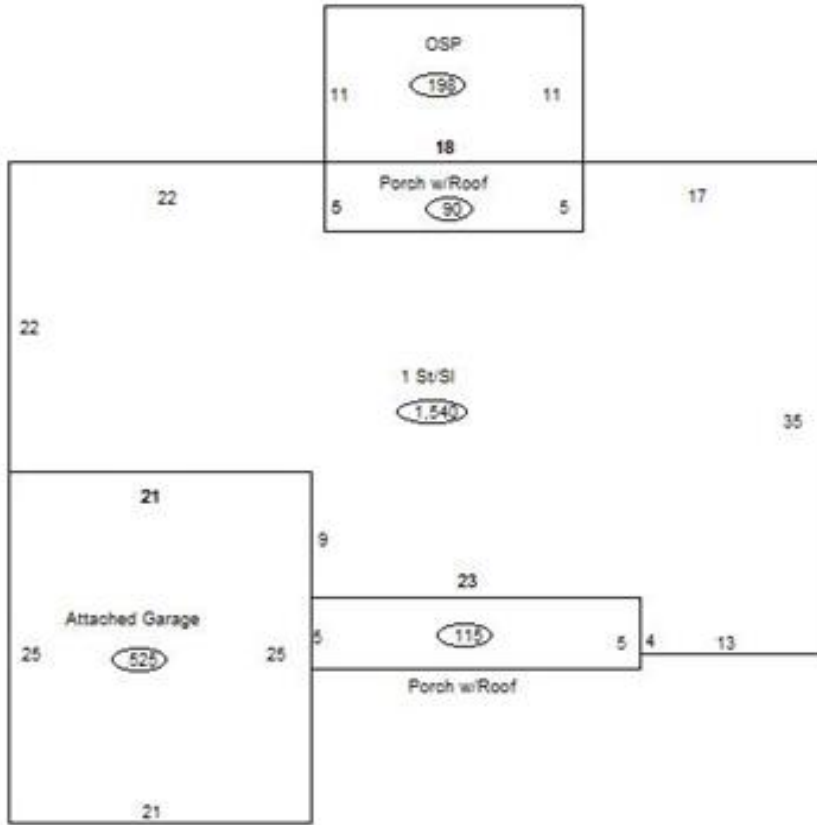 OSP
198
11 11
18
22 Porch w/Roof 17
5 90 5
22
1 St/Sl
1,540
35
21
9
23
Attached Garage
5 115 5 4 13
25 525 25
Porch w/Roof
21